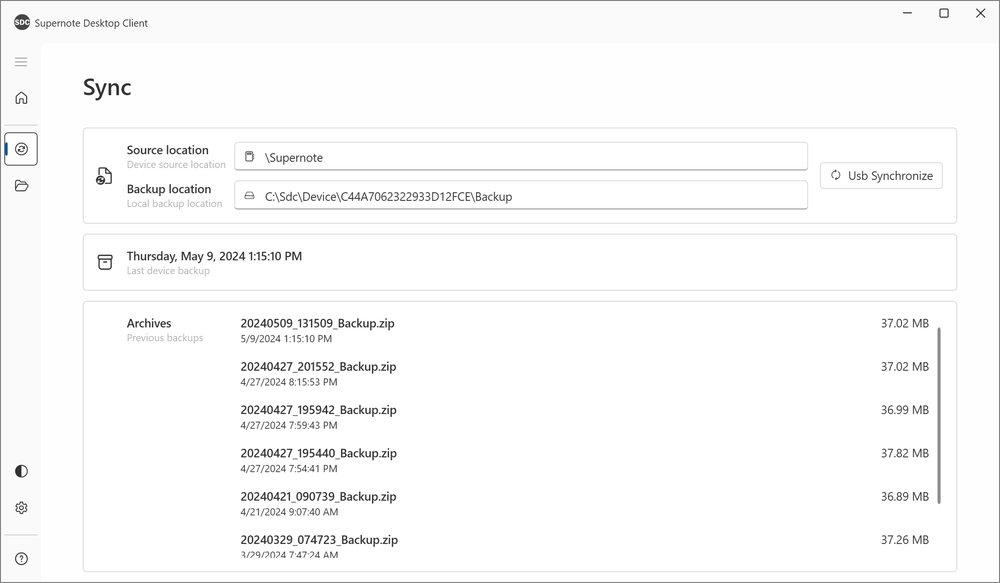 SDC Supernote Desktop Client
Sync
Source location
Device source location
\Supernote
Backup location
Local backup location
C:\Sdc\Device\C44A7062322933D12FCE\Backup
Usb Synchronize
Thursday, May 9, 2024 1:15:10 PM
Last device backup
Archives
Previous backups
20240509_131509_Backup.zip 37.02 MB
5/9/2024 1:15:10 PM
20240427_201552_Backup.zip 37.02 MB
4/27/2024 8:15:53 PM
20240427_195942_Backup.zip 36.99 MB
4/27/2024 7:59:43 PM
20240427_195440_Backup.zip 37.82 MB
4/27/2024 7:54:41 PM
20240421_090739_Backup.zip 36.89 MB
4/21/2024 9:07:40 AM
20240329_074723_Backup.zip 37.26 MB
3/29/2024 7:47:24 AM